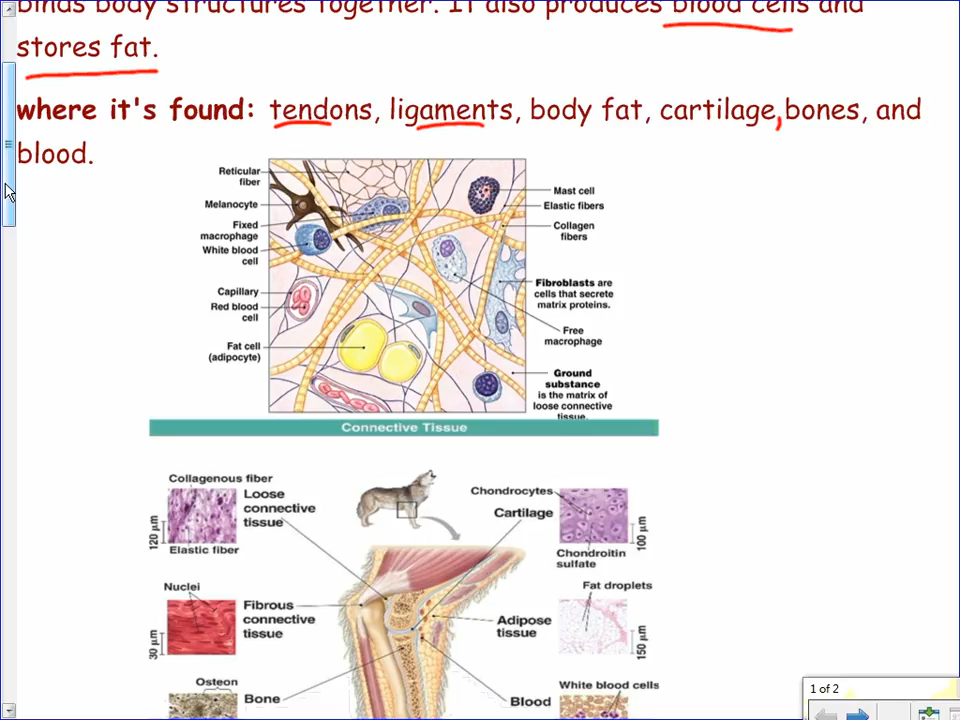 binds body structures together. It also produces blood cells and
stores fat.
where it's found: tendons, ligaments, body fat, cartilage, bones, and
blood.
Reticular
fiber
Melanocyte
Fixed
macrophage
White blood
cell
Capillary
Red blood
cell
Fat cell
(adipocyte)
Mast cell
Elastic fibers
Collagen
fibers
Fibroblasts are
cells that secrete
matrix proteins.
Free
macrophage
Ground
substance
is the matrix of
loose connective
tissue.
Connective Tissue
Collagenous fiber
Loose
connective
tissue
120 µm
Elastic fiber
Nuclei
Fibrous
connective
tissue
30 µm
Osteon
Bone
Chondrocytes
Cartilage
100 µm
Chondroitin
sulfate
Fat droplets
Adipose
tissue
150 µm
White blood cells
Blood
1 of 2